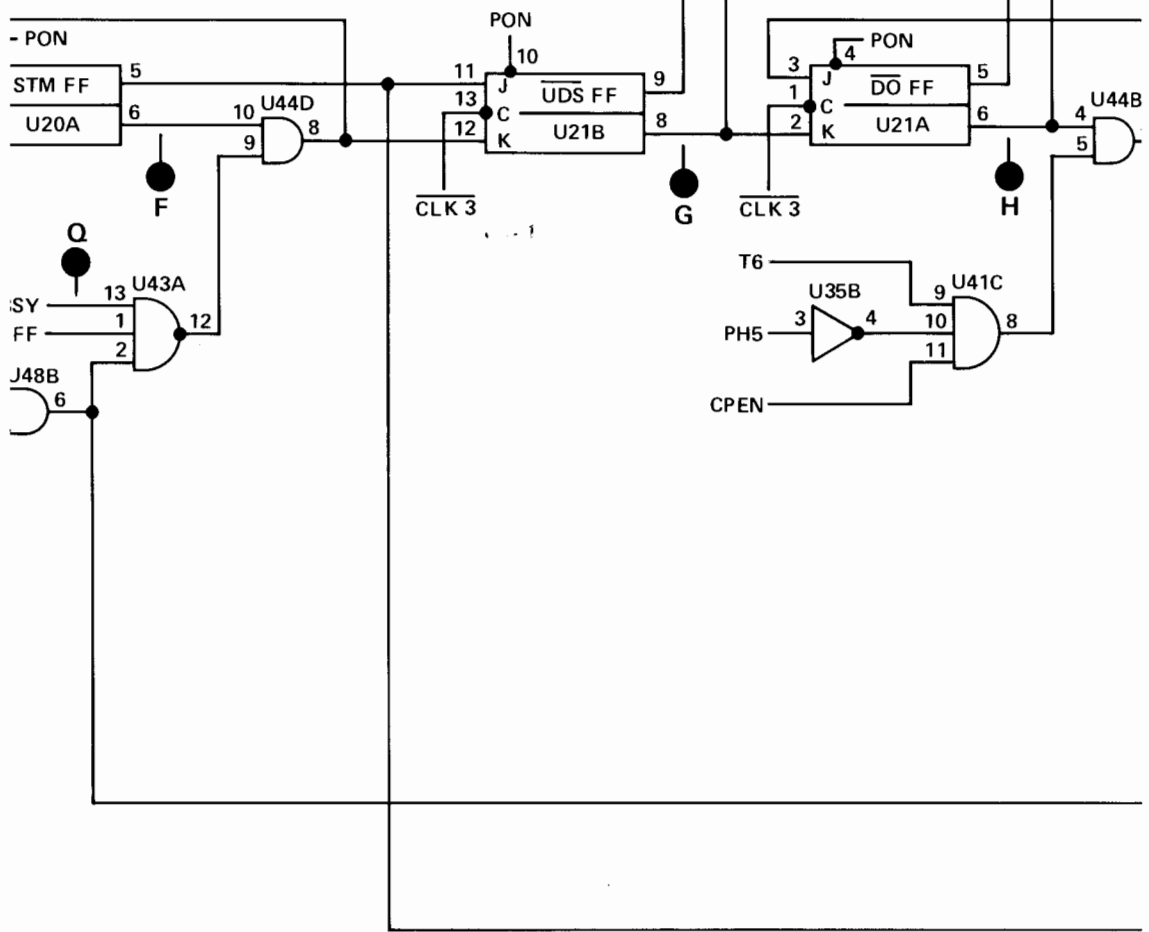 PON
- PON
10
4
PON
STM FF
5
11
J
UDS FF
9
3
J
DO FF
5
U44D
13
C
1
C
U44B
U20A
6
10
8
12
K
U21B
8
2
K
U21A
6
4
9
5
F
CLK 3
G
CLK 3
H
Q
T6
U43A
U35B
U41C
SY
13
9
FF
1
12
PH5
3
4
10
8
2
11
U48B
6
CPEN